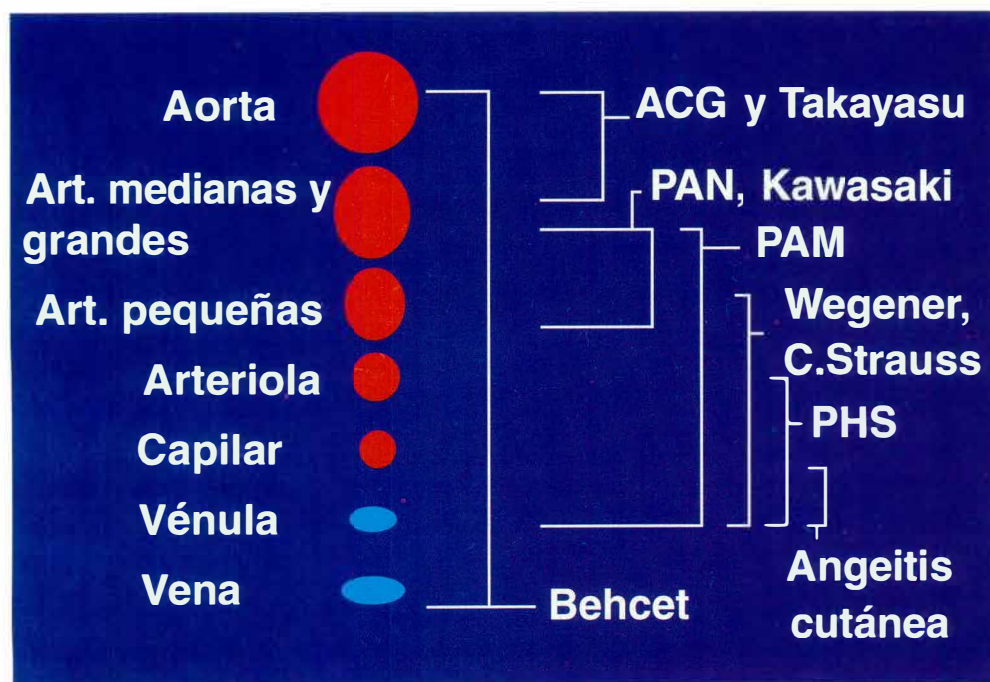 Aorta
Art. medianas y
grandes
Art. pequeñas
Arteriola
Capilar
Vénula
Vena
ACG y Takayasu
PAN, Kawasaki
PAM
Wegener,
C.Strauss
PHS
Angeitis
cutánea
Behcet